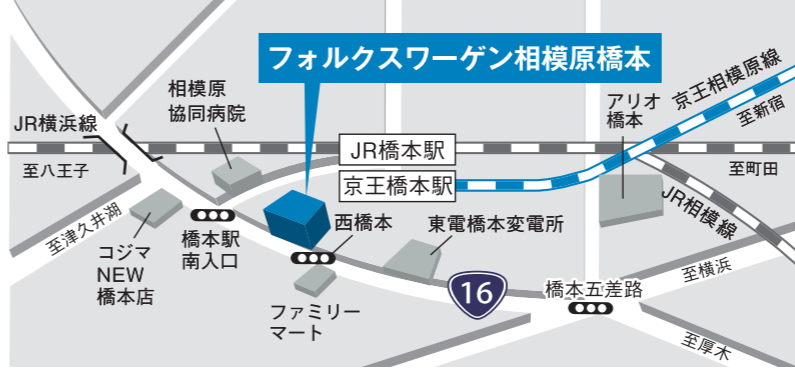 フォルクスワーゲン相模原橋本
相模原
協同病院
京王相模原線
至新宿
アリオ
橋本
JR横浜線
至八王子
JR橋本駅
京王橋本駅
至町田
JR相模線
至津久井湖
コジマ
NEW
橋本店
橋本駅
南入口
西橋本
東電橋本変電所
ファミリー
マート
16
橋本五差路
至横浜
至厚木